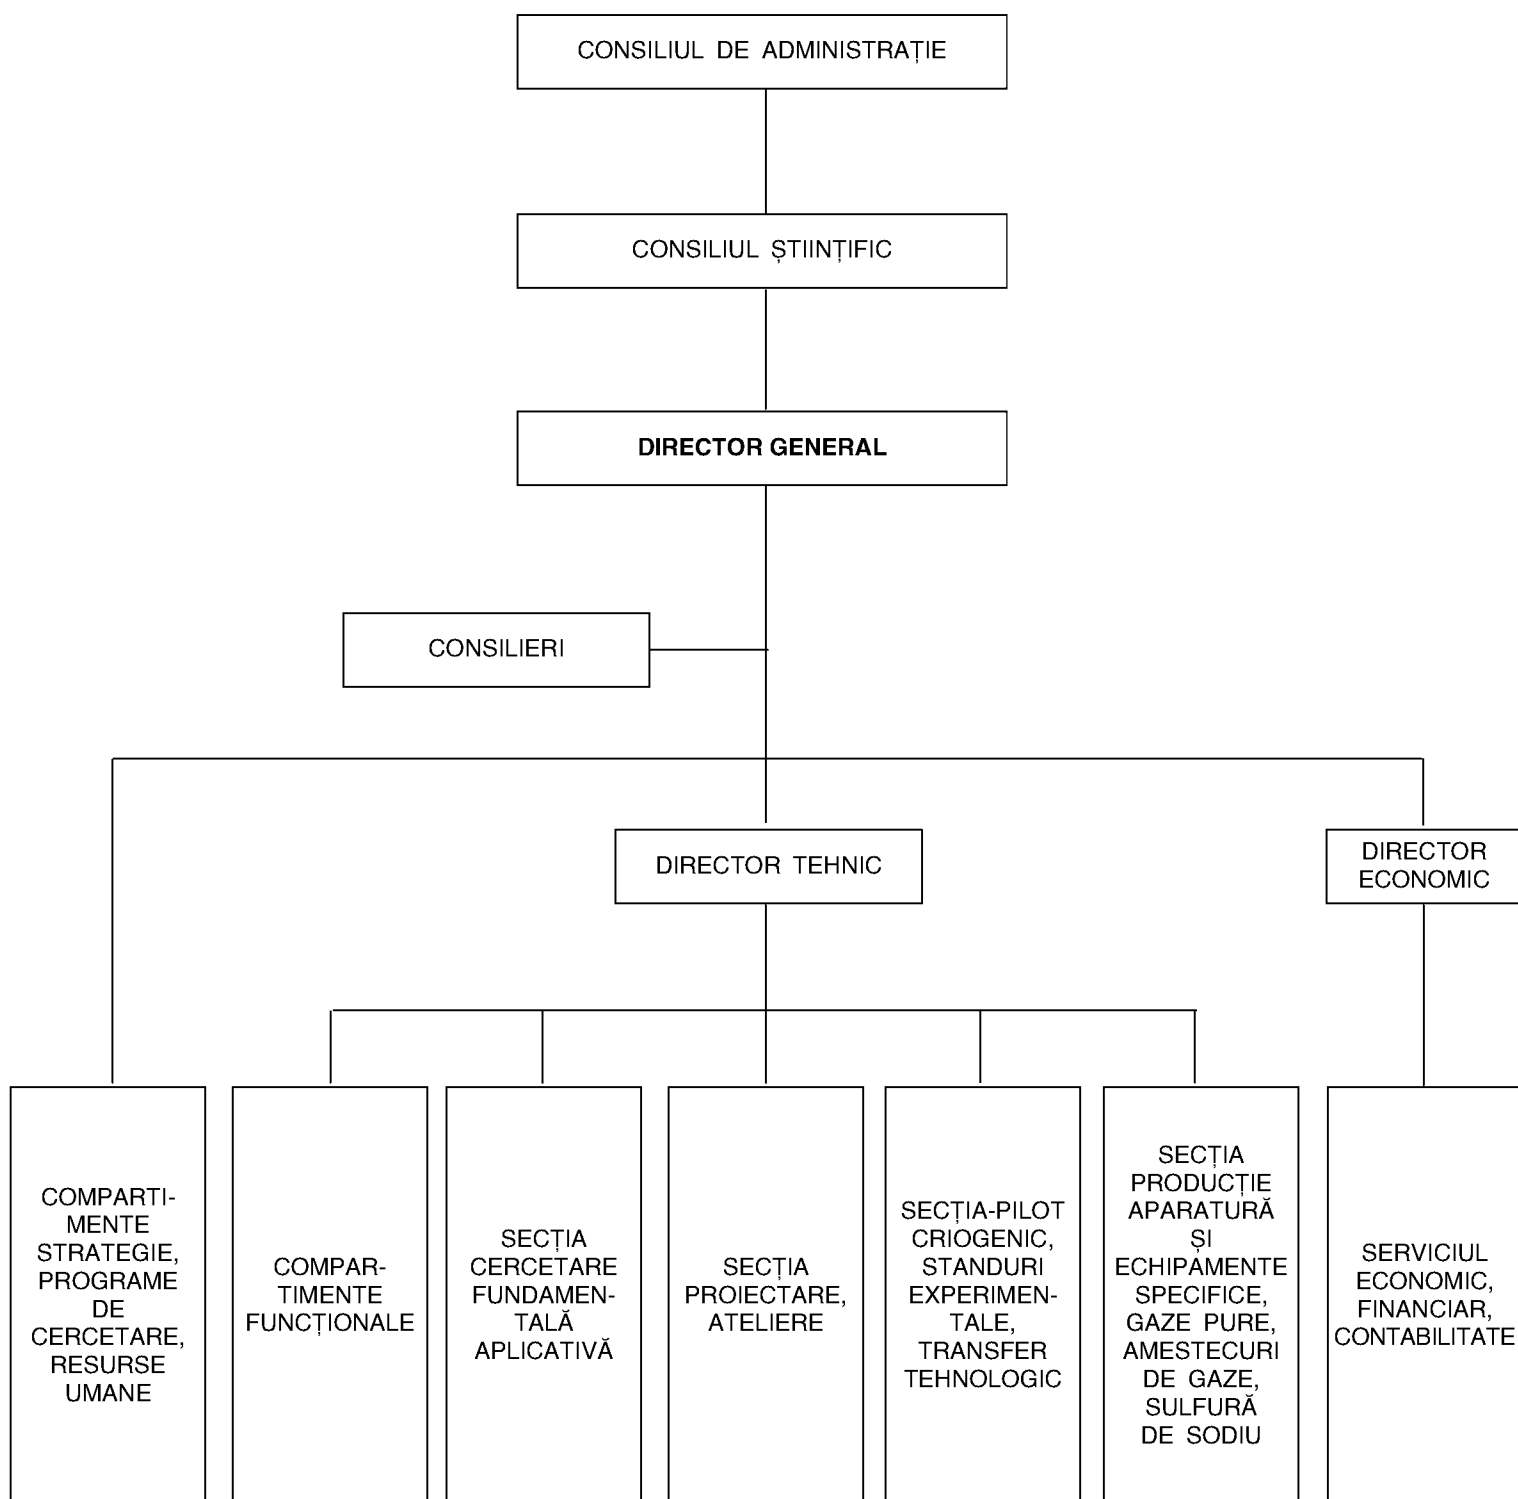 CONSILIUL DE ADMINISTRAȚIE
CONSILIUL ȘTIINȚIFIC
DIRECTOR GENERAL
CONSILIERI
DIRECTOR TEHNIC
DIRECTOR
ECONOMIC
COMPARTI-
MENTE
STRATEGIE,
PROGRAME
DE
CERCETARE,
RESURSE
UMANE
COMPAR-
TIMENTE
FUNCȚIONALE
SECȚIA
CERCETARE
FUNDAMEN-
TALĂ
APLICATIVĂ
SECȚIA
PROIECTARE,
ATELIERE
SECȚIA-PILOT
CRIOGENIC,
STANDURI
EXPERIMEN-
TALE,
TRANSFER
TEHNOLOGIC
SECȚIA
PRODUCȚIE
APARATURĂ
ȘI
ECHIPAMENTE
SPECIFICE,
GAZE PURE,
AMESTECURI
DE GAZE,
SULFURĂ
DE SODIU
SERVICIUL
ECONOMIC,
FINANCIAR,
CONTABILITATE